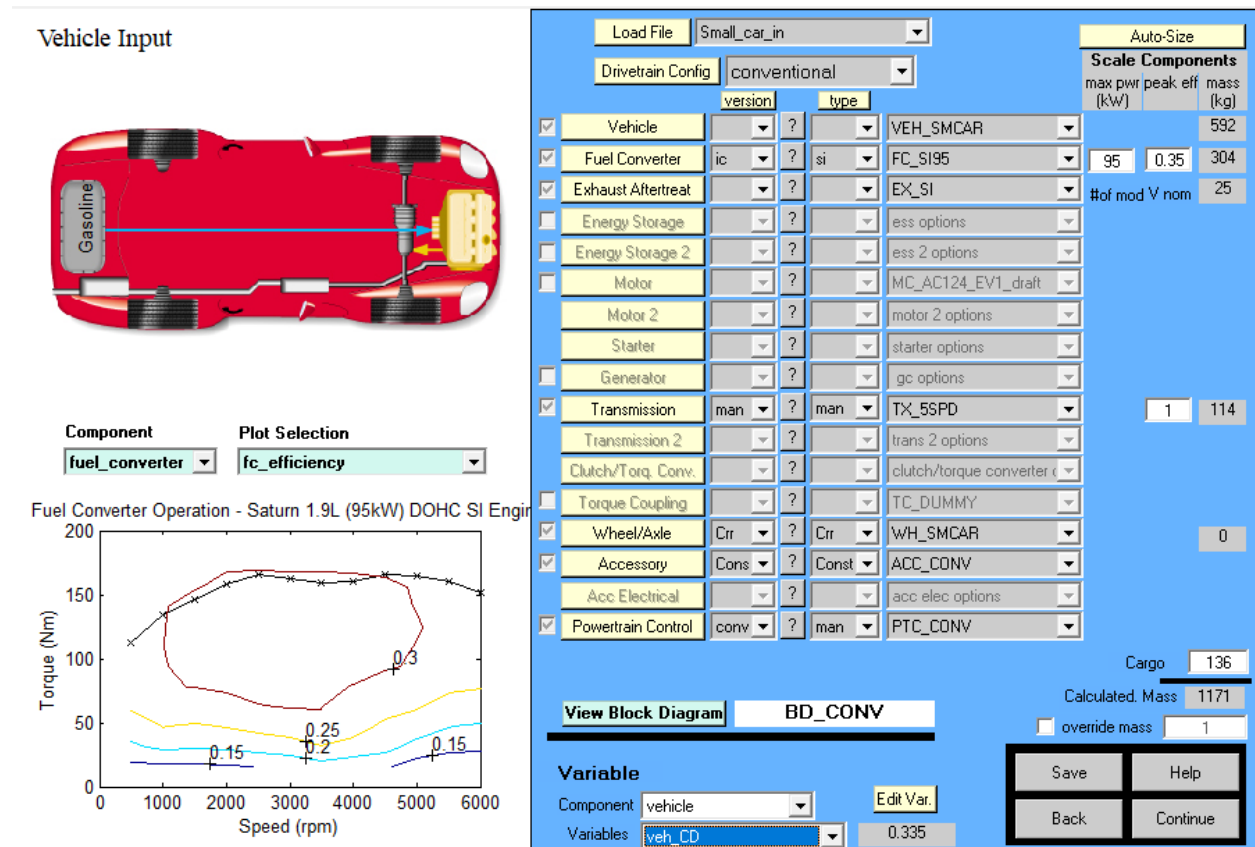 Vehicle Input
Gasoline
Component Plot Selection
fuel_converter fc_efficiency
Fuel Converter Operation - Saturn 1.9L (95kW) DOHC SI Engin
200
150
100
50
0
Torque (Nm)
0.3
0.25
0.2
0.15
0.15
0 1000 2000 3000 4000 5000 6000
Speed (rpm)
Load File Small_car_in
Auto-Size
Drivetrain Config conventional
Scale Components
max pwr peak eff mass
(kW) (kg)
version type
Vehicle ? VEH_SMCAR 592
Fuel Converter ic ? si FC_SI95 95 0.35 304
Exhaust Aftertreat ? EX_SI 25
#of mod V nom
Energy Storage ? ess options
Energy Storage 2 ? ess 2 options
Motor ? MC_AC124_EV1_draft
Motor 2 ? motor 2 options
Starter ? starter options
Generator ? gc options
Transmission man ? man TX_5SPD 1 114
Transmission 2 ? trans 2 options
Clutch/Torq. Conv. ? clutch/torque converter
Torque Coupling ? TC_DUMMY
Wheel/Axle Crr ? Crr WH_SMCAR 0
Accessory Cons ? Const ACC_CONV
Acc Electrical ? acc elec options
Powertrain Control conv ? man PTC_CONV
Cargo 136
Calculated. Mass 1171
View Block Diagram BD_CONV
override mass 1
Variable
Component vehicle Edit Var.
Variables veh_CD 0.335
Save Help
Back Continue